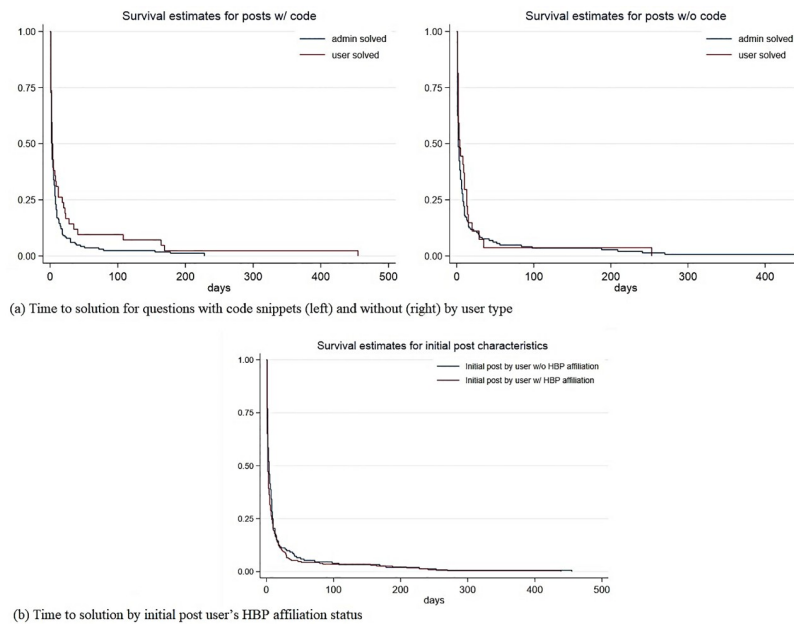 Survival estimates for posts w/ code
admin solved
user solved
1.00
0.75
0.50
0.25
0.00
0 100 200 300 400 500
days
Survival estimates for posts w/o code
admin solved
user solved
1.00
0.75
0.50
0.25
0.00
0 100 200 300 400
days
(a) Time to solution for questions with code snippets (left) and without (right) by user type
Survival estimates for initial post characteristics
Initial post by user w/o HBP affiliation
Initial post by user w/ HBP affiliation
1.00
0.75
0.50
0.25
0.00
0 100 200 300 400 500
days
(b) Time to solution by initial post user's HBP affiliation status